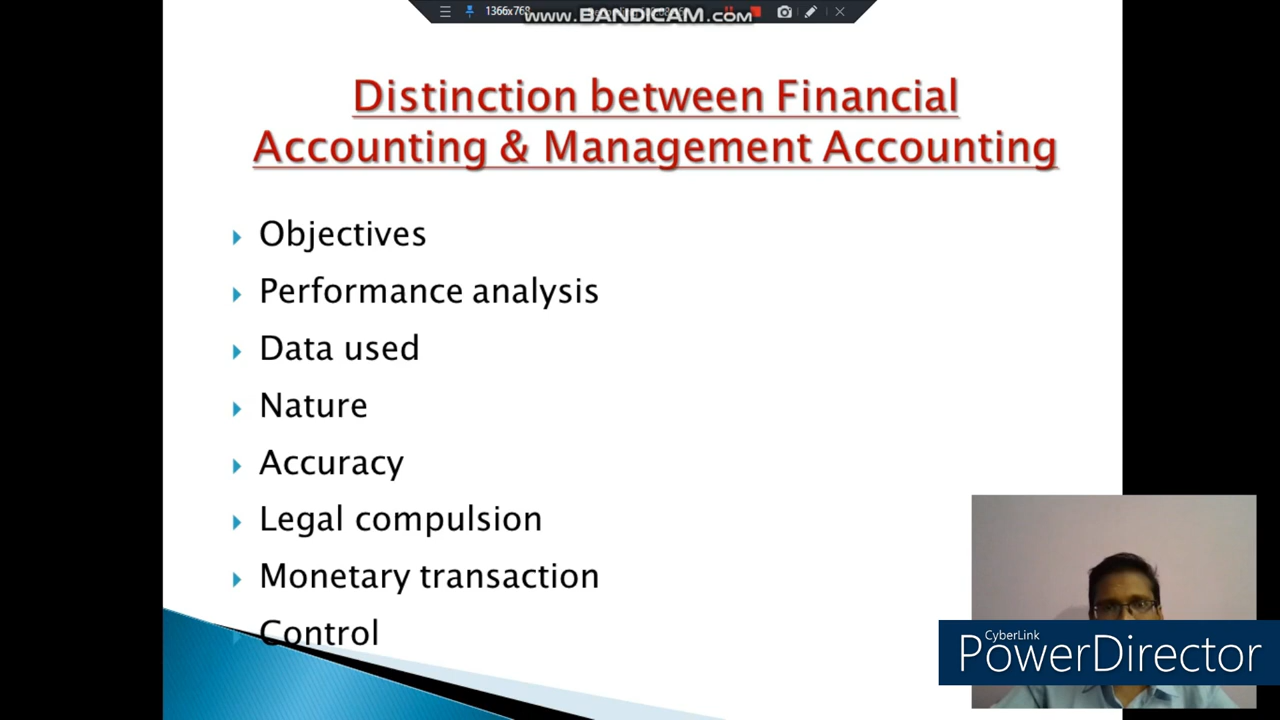 1366x768
www.BANDICAM.com
Distinction between Financial
Accounting & Management Accounting
Objectives
Performance analysis
Data used
Nature
Accuracy
Legal compulsion
Monetary transaction
Control
CyberLink
PowerDirector